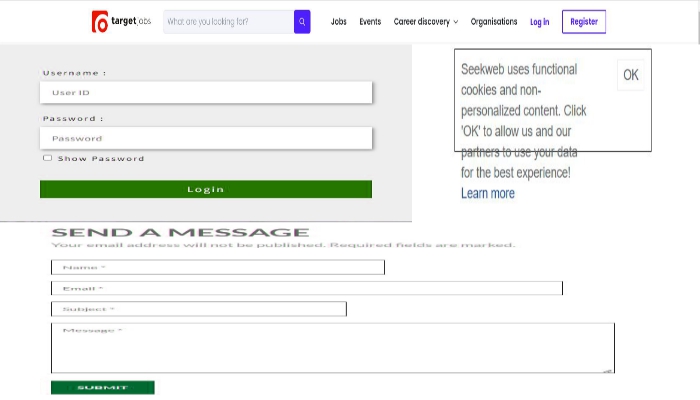 targetjobs
What are you looking for?
Jobs
Events
Career discovery
Organisations
Log in
Register
Username :
User ID
Password :
Password
Show Password
Login
Seekweb uses functional
cookies and non-
personalized content. Click
'OK' to allow us and our
partners to use your data
for the best experience!
Learn more
OK
SEND A MESSAGE
Your email address will not be published. Required fields are marked.
Name *
Email *
Subject *
Message *
SUBMIT